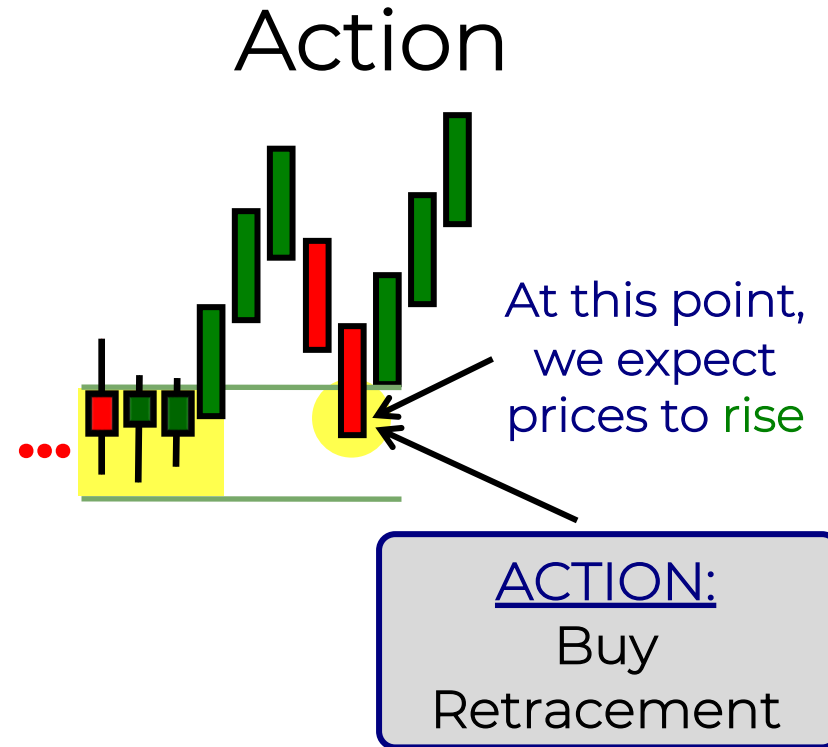 Action
At this point,
we expect
prices to rise
ACTION:
Buy
Retracement